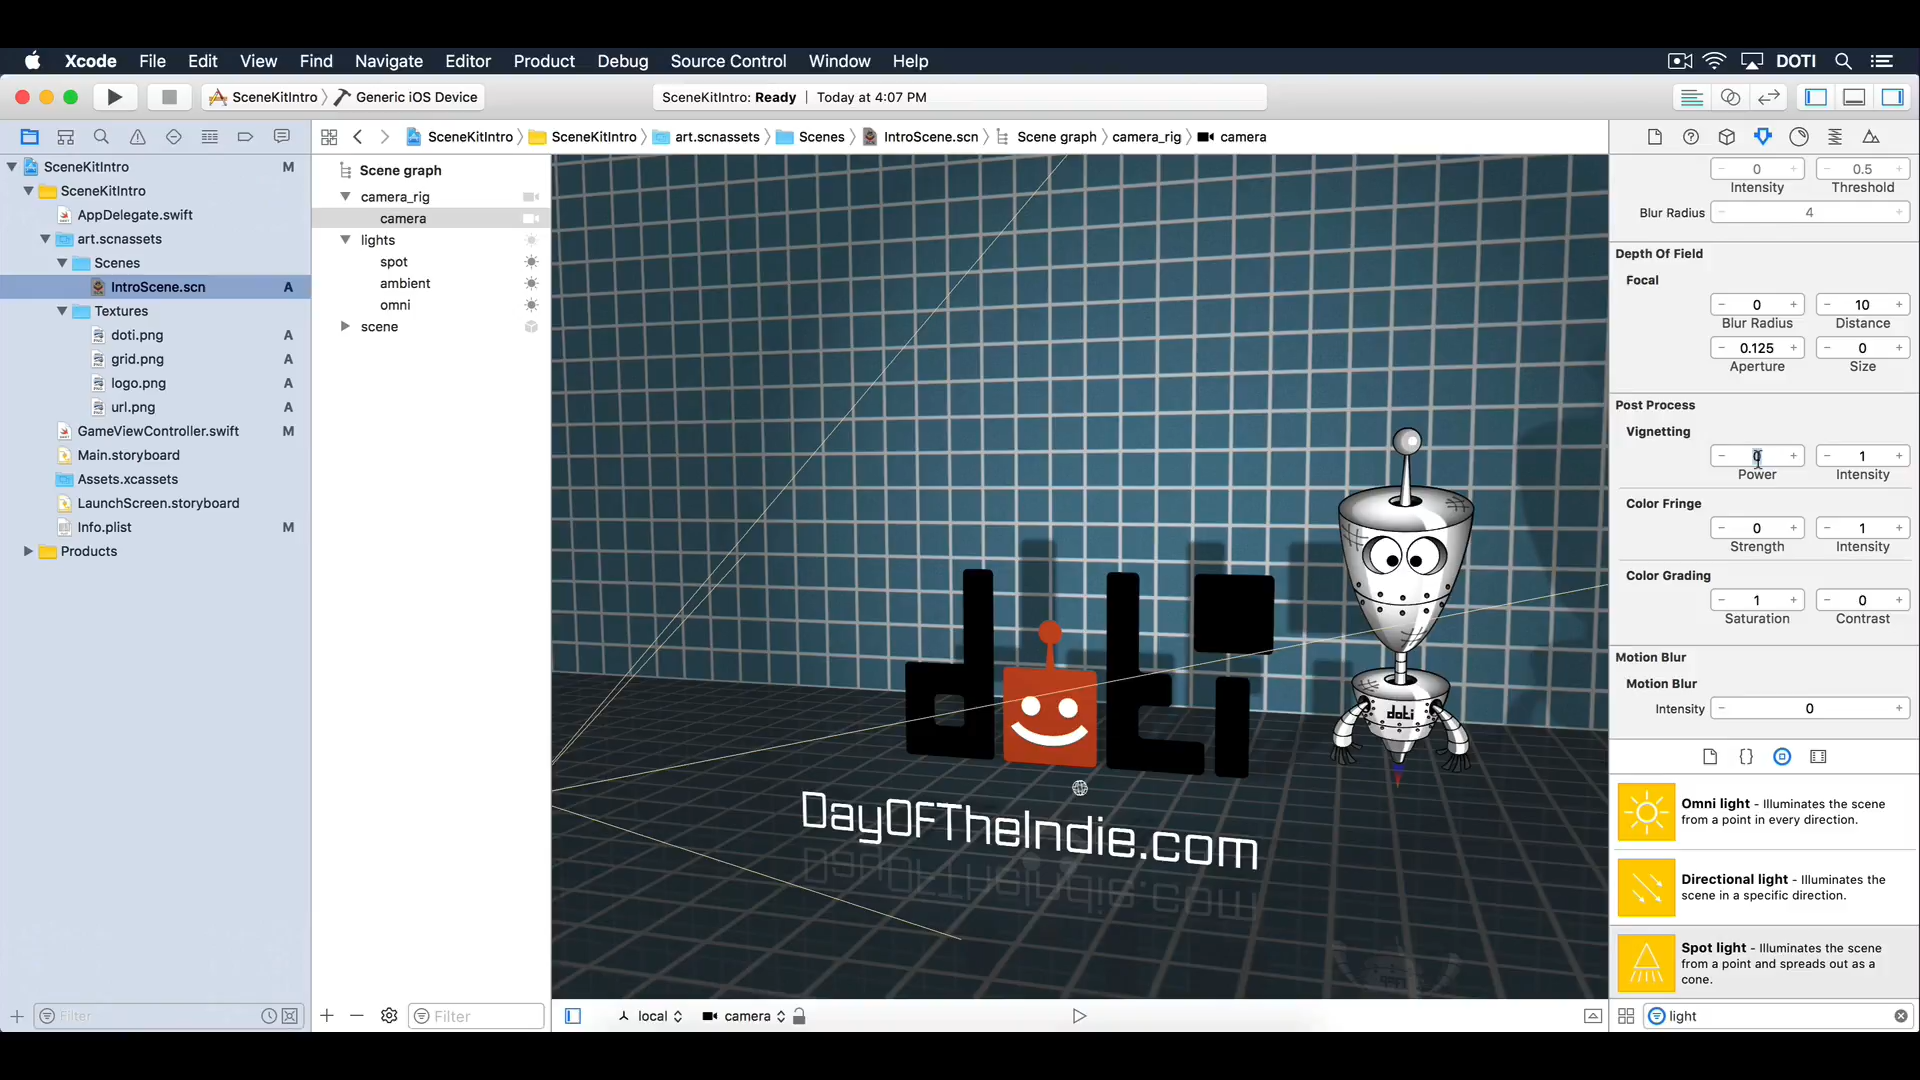 Xcode File Edit View Find Navigate Editor Product Debug Source Control Window Help DOTI
SceneKitIntro Generic iOS Device SceneKitIntro: Ready | Today at 4:07 PM
SceneKitIntro SceneKitIntro art.scnassets Scenes IntroScene.scn Scene graph camera_rig camera
SceneKitIntro M
SceneKitIntro
AppDelegate.swift
art.scnassets
Scenes
IntroScene.scn A
Textures
doti.png A
grid.png A
logo.png A
url.png A
GameViewController.swift M
Main.storyboard
Assets.xcassets
LaunchScreen.storyboard
Info.plist M
Products
Filter
Scene graph
camera_rig
camera
lights
spot
ambient
omni
scene
Filter
doti
doti
DayOfTheIndie.com
local camera
0 0.5
Intensity Threshold
Blur Radius 4
Depth Of Field
Focal
0 10
Blur Radius Distance
0.125 0
Aperture Size
Post Process
Vignetting
0 1
Power Intensity
Color Fringe
0 1
Strength Intensity
Color Grading
1 0
Saturation Contrast
Motion Blur
Motion Blur
Intensity 0
{}
Omni light - Illuminates the scene
from a point in every direction.
Directional light - Illuminates the
scene in a specific direction.
Spot light - Illuminates the scene
from a point and spreads out as a
cone.
light